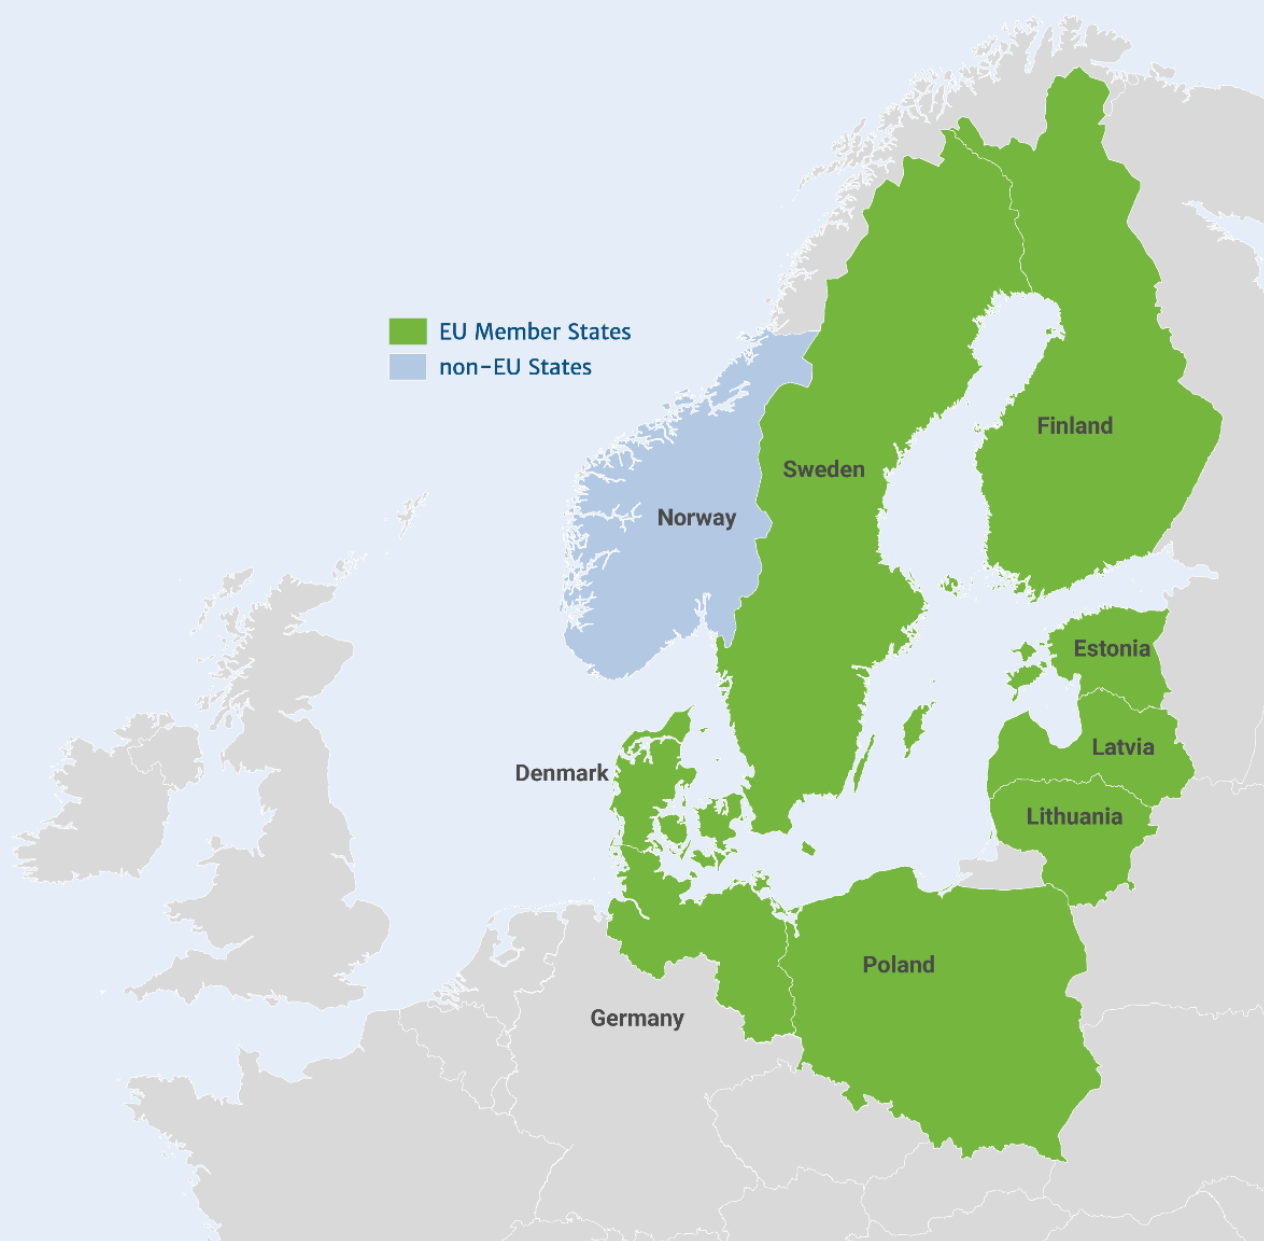 EU Member States
non-EU States
Finland
Sweden
Norway
Estonia
Latvia
Denmark
Lithuania
Poland
Germany